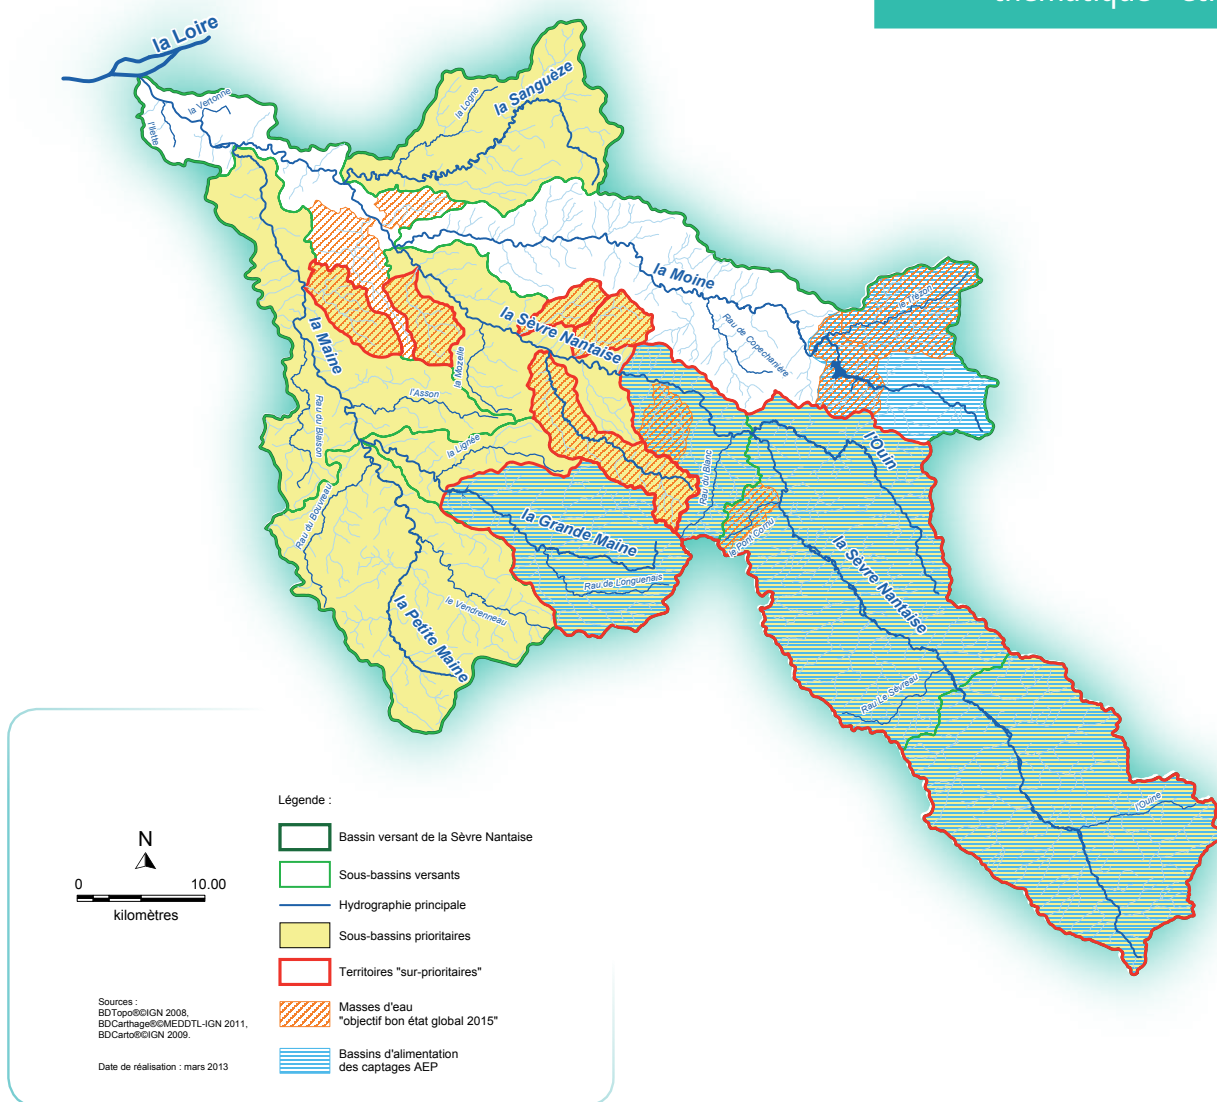 thématique
la Loire
la Vertonne
l'Ilette
la Logne
la Sanguèze
la Moine
le Trézon
Rau de Copechanière
la Sèvre Nantaise
la Maine
la Mozelle
l'Asson
Rau du Blaison
la Lignée
Rau du Bouvreau
Rau du Blanc
l'Ouin
la Grande Maine
le Pont Cornu
Rau de Longuenais
la Sèvre Nantaise
le Vendrenneau
la Petite Maine
Rau Le Sévreau
l'Ouine
Légende :
Bassin versant de la Sèvre Nantaise
Sous-bassins versants
Hydrographie principale
Sous-bassins prioritaires
Territoires "sur-prioritaires"
Masses d'eau
"objectif bon état global 2015"
Bassins d'alimentation
des captages AEP
N
0 10.00
kilomètres
Sources :
BDTopo®©IGN 2008,
BDCarthage®©MEDDTL-IGN 2011,
BDCarto®©IGN 2009.
Date de réalisation : mars 2013